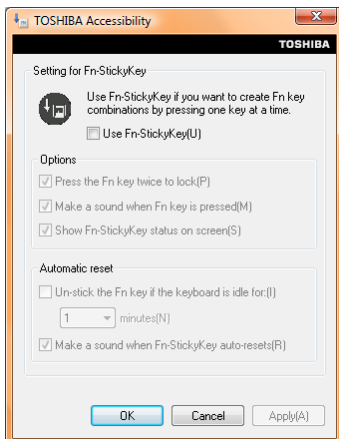 TOSHIBA Accessibility
TOSHIBA
Setting for Fn-StickyKey
Use Fn-StickyKey if you want to create Fn key
combinations by pressing one key at a time.
Use Fn-StickyKey(U)
Options
Press the Fn key twice to lock(P)
Make a sound when Fn key is pressed(M)
Show Fn-StickyKey status on screen(S)
Automatic reset
Un-stick the Fn key if the keyboard is idle for:(I)
1 minutes(N)
Make a sound when Fn-StickyKey auto-resets(R)
OK Cancel Apply(A)